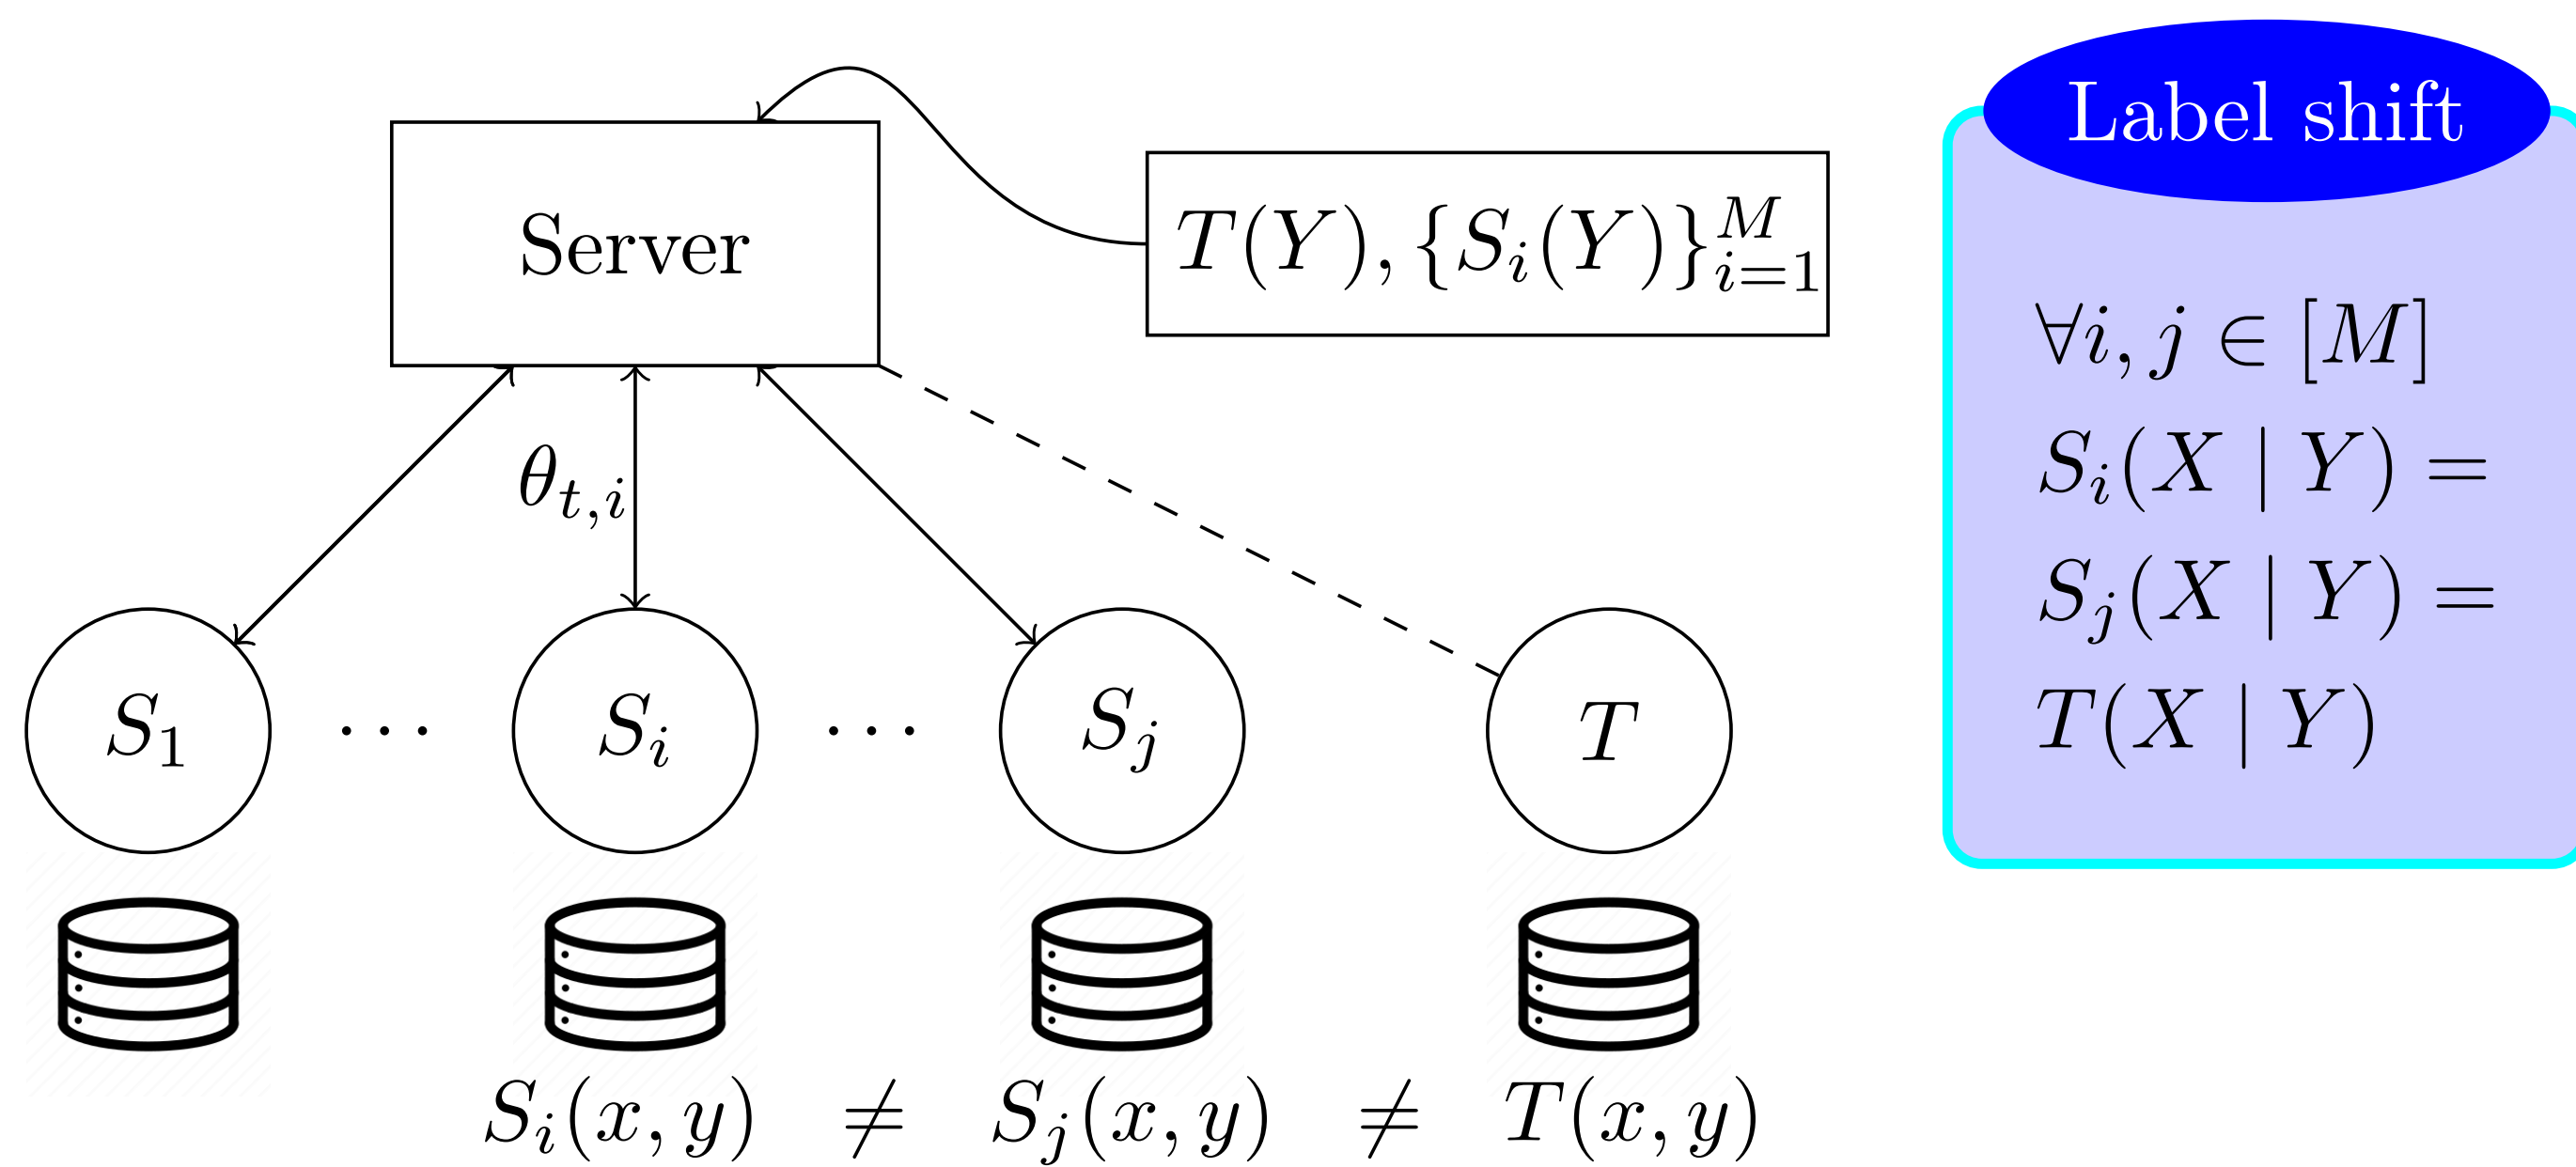 Label shift
Server
T(Y), {S_i(Y)}_{i=1}^M
∀i, j ∈ [M]
S_i(X | Y) =
S_j(X | Y) =
T(X | Y)
θ_{t,i}
S_1 ··· S_i ··· S_j T
S_i(x, y) ≠ S_j(x, y) ≠ T(x, y)